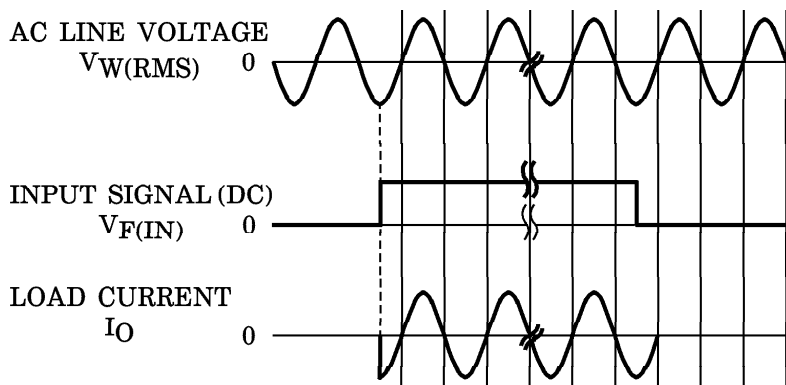 AC LINE VOLTAGE
VW(RMS) 0
INPUT SIGNAL (DC)
VF(IN) 0
LOAD CURRENT
IO 0